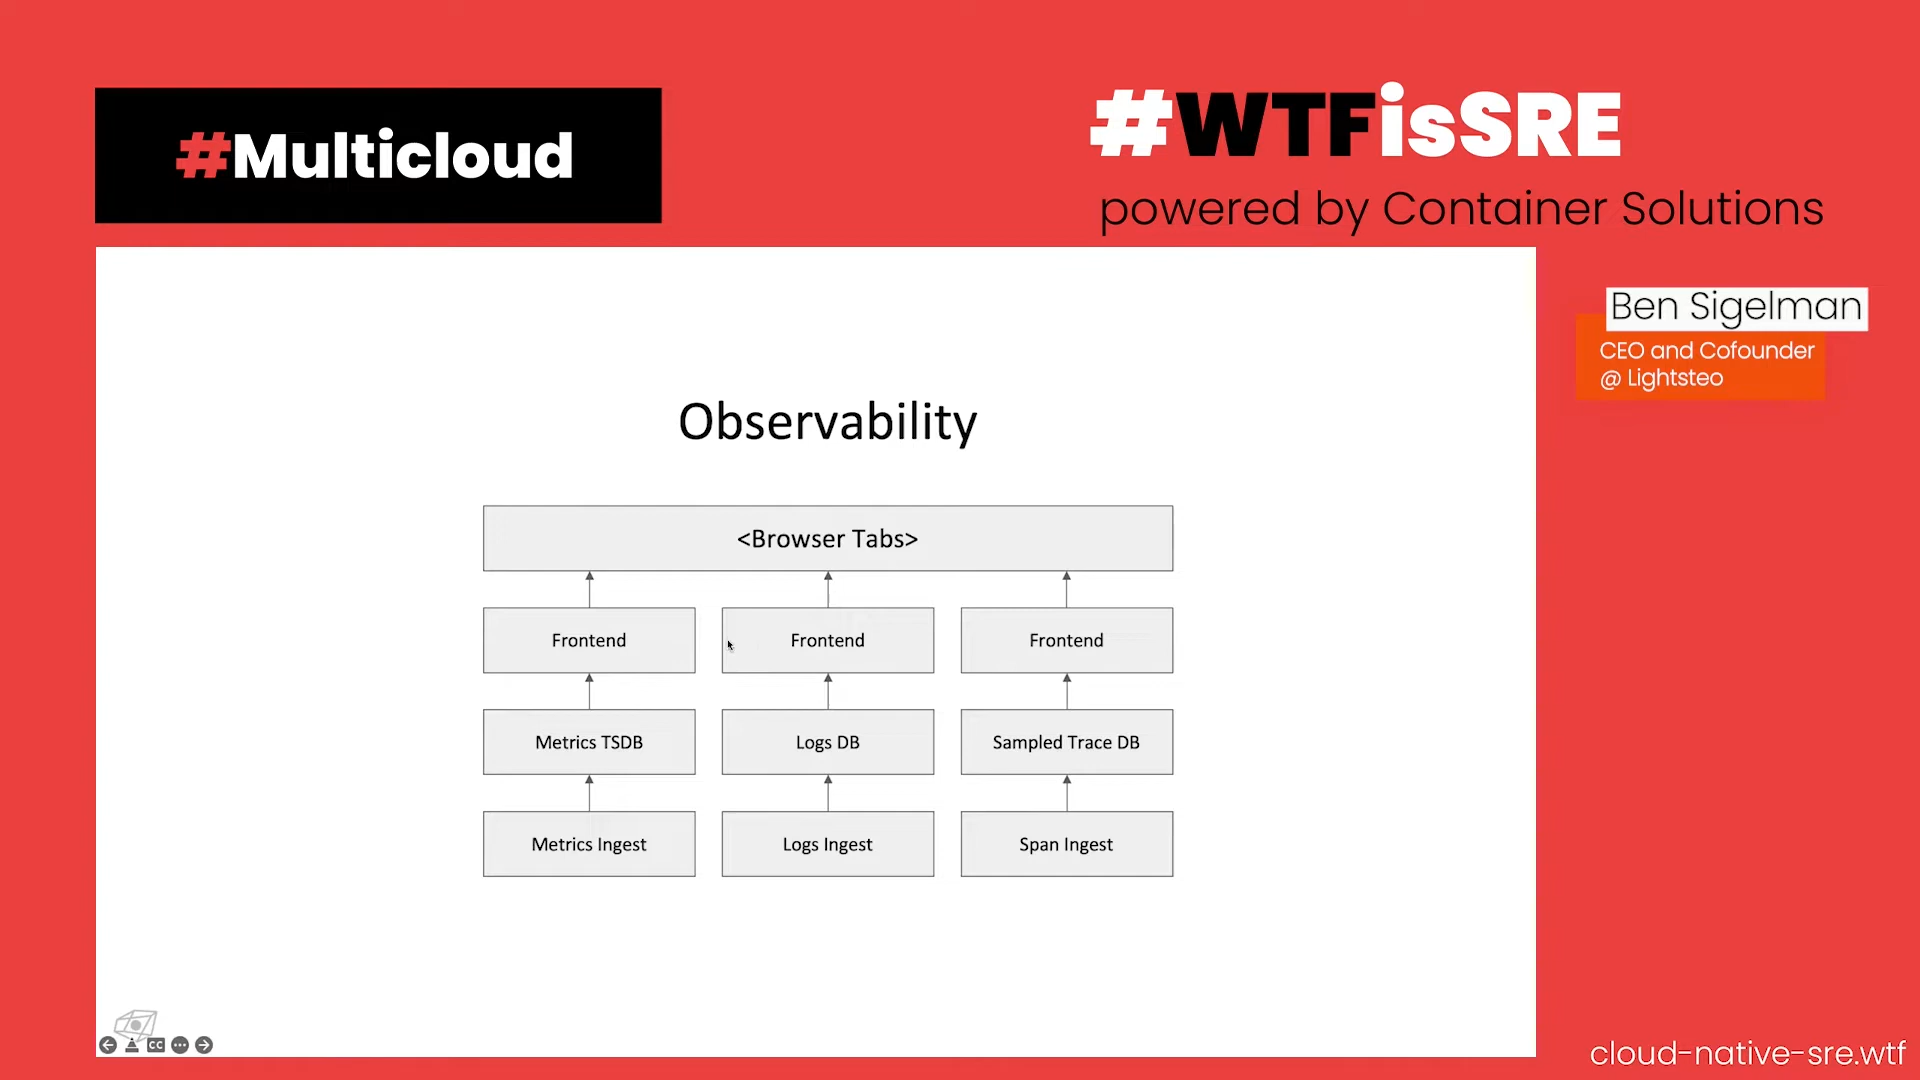 #Multicloud
#WTFisSRE
powered by Container Solutions
Ben Sigelman
CEO and Cofounder
@ Lightsteo
Observability
<Browser Tabs>
Frontend
Frontend
Frontend
Metrics TSDB
Logs DB
Sampled Trace DB
Metrics Ingest
Logs Ingest
Span Ingest
CC
cloud-native-sre.wtf